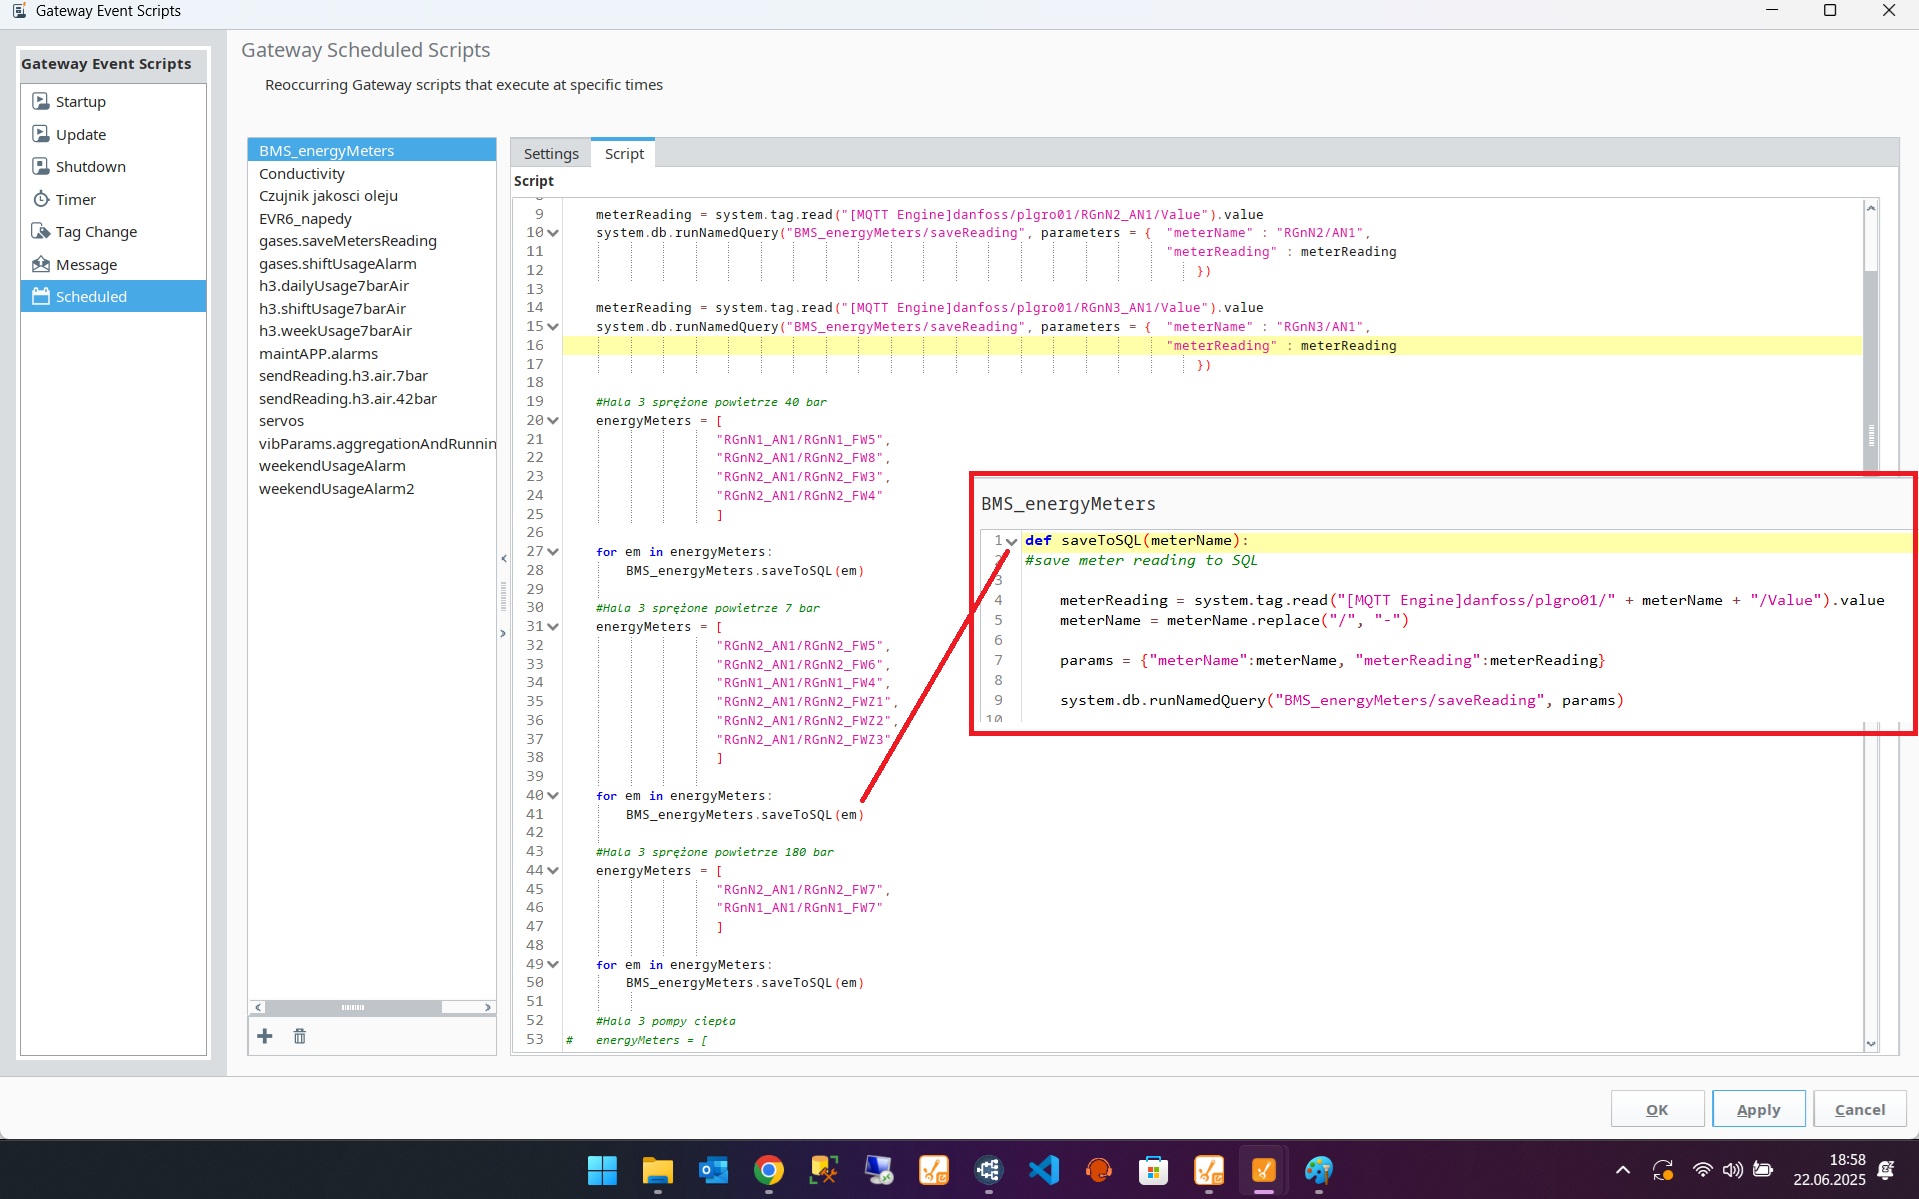 Gateway Event Scripts
Gateway Event Scripts
Startup
Update
Shutdown
Timer
Tag Change
Message
Scheduled
Gateway Scheduled Scripts
Reoccurring Gateway scripts that execute at specific times
BMS_energyMeters
Conductivity
Czujnik jakosci oleju
EVR6_napedy
gases.saveMetersReading
gases.shiftUsageAlarm
h3.dailyUsage7barAir
h3.shiftUsage7barAir
h3.weekUsage7barAir
maintAPP.alarms
sendReading.h3.air.7bar
sendReading.h3.air.42bar
servos
vibParams.aggregationAndRunnin
weekendUsageAlarm
weekendUsageAlarm2
Settings
Script
Script
9 meterReading = system.tag.read("[MQTT Engine]danfoss/plgro01/RGnN2_AN1/Value").value
10 system.db.runNamedQuery("BMS_energyMeters/saveReading", parameters = { "meterName" : "RGnN2/AN1",
11 "meterReading" : meterReading
12 })
13
14 meterReading = system.tag.read("[MQTT Engine]danfoss/plgro01/RGnN3_AN1/Value").value
15 system.db.runNamedQuery("BMS_energyMeters/saveReading", parameters = { "meterName" : "RGnN3/AN1",
16 "meterReading" : meterReading
17 })
18
19 #Hala 3 sprężone powietrze 40 bar
20 energyMeters = [
21 "RGnN1_AN1/RGnN1_FW5",
22 "RGnN2_AN1/RGnN2_FW8",
23 "RGnN2_AN1/RGnN2_FW3",
24 "RGnN2_AN1/RGnN2_FW4"
25 ]
26
27 for em in energyMeters:
28 BMS_energyMeters.saveToSQL(em)
29
30 #Hala 3 sprężone powietrze 7 bar
31 energyMeters = [
32 "RGnN2_AN1/RGnN2_FW5",
33 "RGnN2_AN1/RGnN2_FW6",
34 "RGnN1_AN1/RGnN1_FW4",
35 "RGnN2_AN1/RGnN2_FWZ1",
36 "RGnN2_AN1/RGnN2_FWZ2",
37 "RGnN2_AN1/RGnN2_FWZ3"
38 ]
39
40 for em in energyMeters:
41 BMS_energyMeters.saveToSQL(em)
42
43 #Hala 3 sprężone powietrze 180 bar
44 energyMeters = [
45 "RGnN2_AN1/RGnN2_FW7",
46 "RGnN1_AN1/RGnN1_FW7"
47 ]
48
49 for em in energyMeters:
50 BMS_energyMeters.saveToSQL(em)
51
52 #Hala 3 pompy ciepła
53 # energyMeters = [
BMS_energyMeters
1 def saveToSQL(meterName):
#save meter reading to SQL
3
4 meterReading = system.tag.read("[MQTT Engine]danfoss/plgro01/" + meterName + "/Value").value
5 meterName = meterName.replace("/", "-")
6
7 params = {"meterName":meterName, "meterReading":meterReading}
8
9 system.db.runNamedQuery("BMS_energyMeters/saveReading", params)
10
OK
Apply
Cancel
18:58
22.06.2025